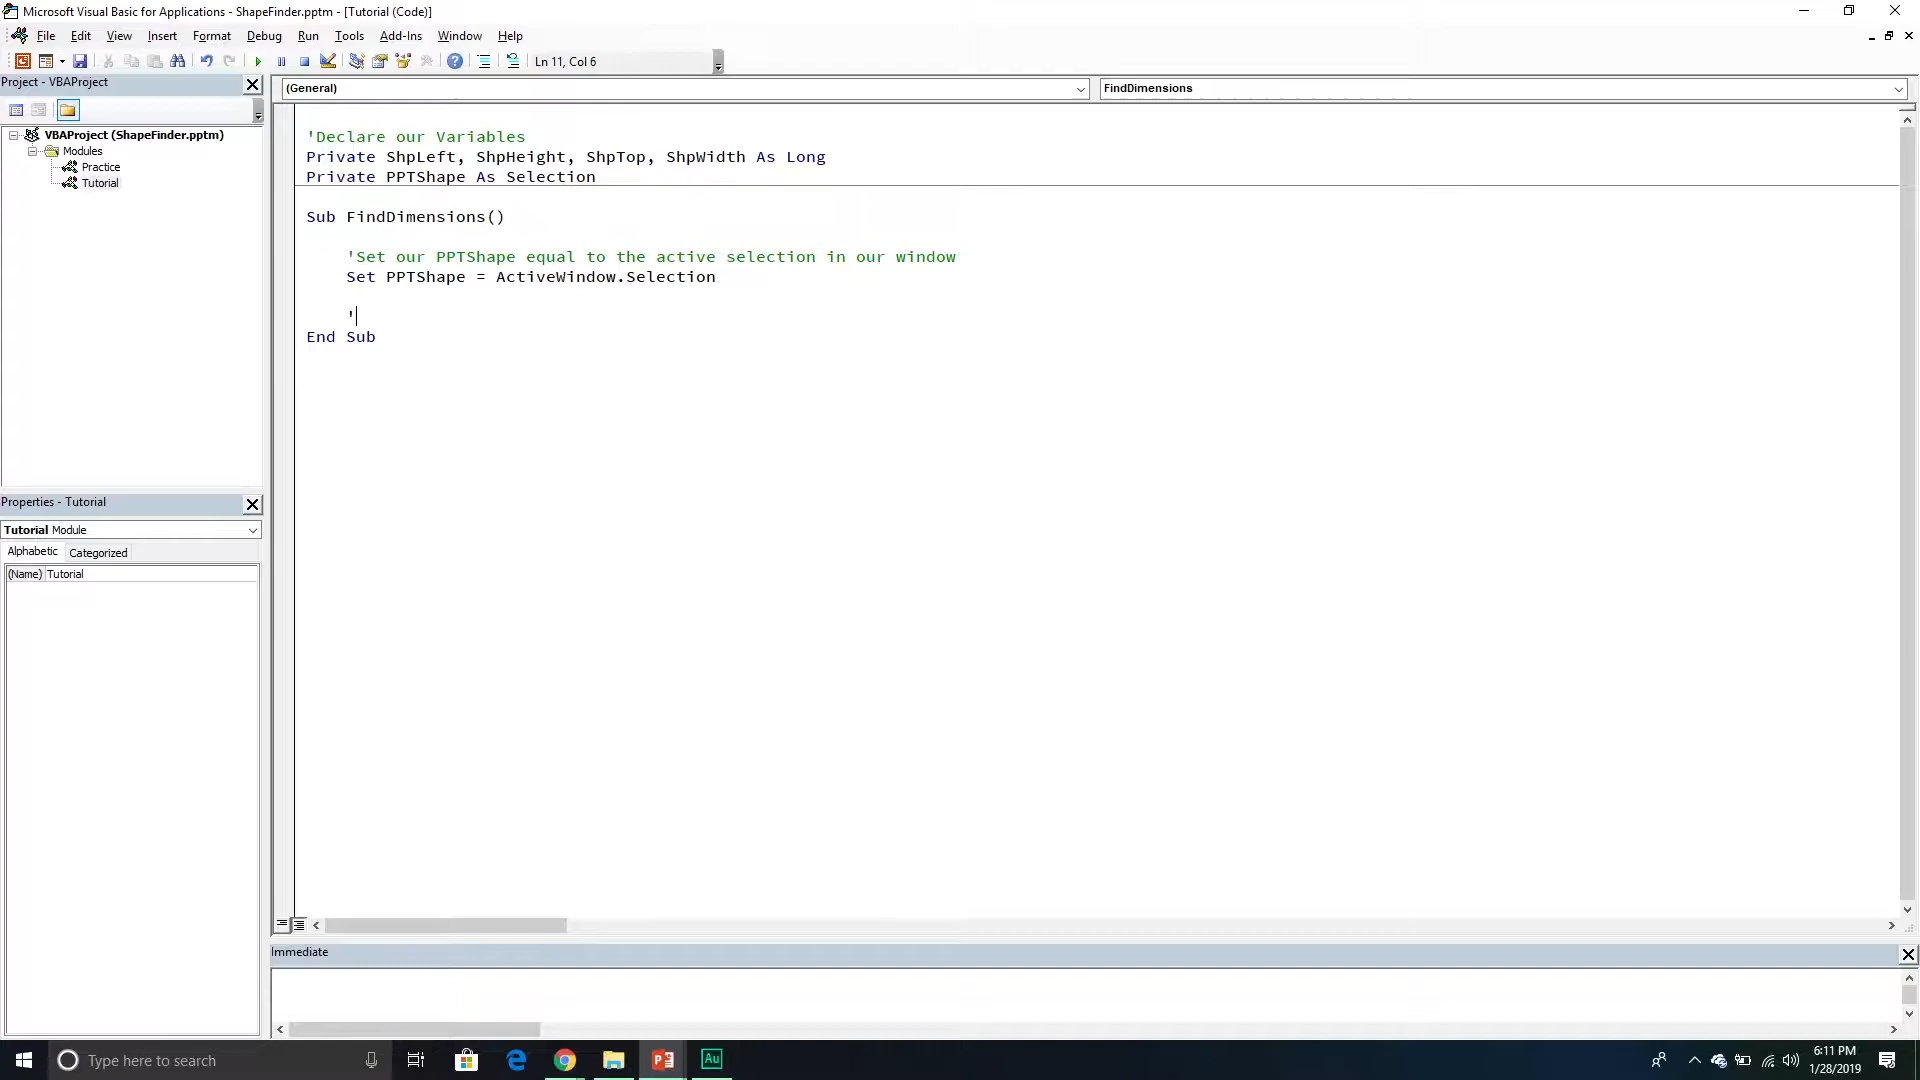 Microsoft Visual Basic for Applications - ShapeFinder.pptm - [Tutorial (Code)]
File Edit View Insert Format Debug Run Tools Add-Ins Window Help
Ln 11, Col 6
Project - VBAProject
(General)
FindDimensions
VBAProject (ShapeFinder.pptm)
Modules
Practice
Tutorial
'Declare our Variables
Private ShpLeft, ShpHeight, ShpTop, ShpWidth As Long
Private PPTShape As Selection
Sub FindDimensions()
'Set our PPTShape equal to the active selection in our window
Set PPTShape = ActiveWindow.Selection
'
End Sub
Properties - Tutorial
Tutorial Module
Alphabetic Categorized
(Name) Tutorial
Immediate
Type here to search
Au
6:11 PM
1/28/2019